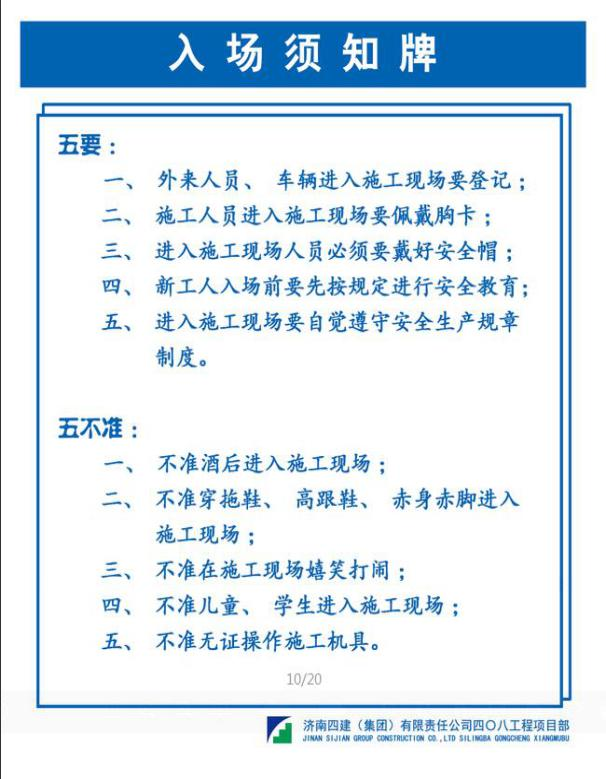 入场须知牌
五要：
一、 外来人员、 车辆进入施工现场要登记；
二、 施工人员进入施工现场要佩戴胸卡；
三、 进入施工现场人员必须要戴好安全帽；
四、 新工人入场前要先按规定进行安全教育；
五、 进入施工现场要自觉遵守安全生产规章
制度。
五不准：
一、 不准酒后进入施工现场；
二、 不准穿拖鞋、 高跟鞋、 赤身赤脚进入
施工现场；
三、 不准在施工现场嬉笑打闹；
四、 不准儿童、 学生进入施工现场；
五、 不准无证操作施工机具。
10/20
济南四建（集团）有限责任公司四〇八工程项目部
JINAN SIJIAN GROUP CONSTRUCTION CO.,LTD SILINGBA GONGCHENG XIANGMUBU